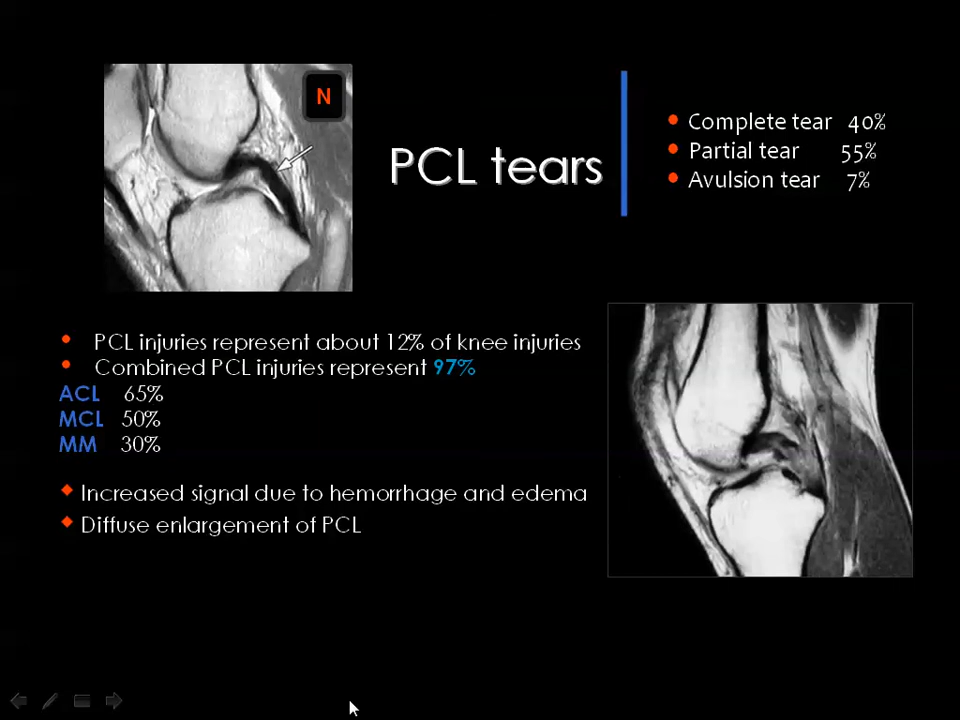 N
PCL tears
Complete tear 40%
Partial tear 55%
Avulsion tear 7%
PCL injuries represent about 12% of knee injuries
Combined PCL injuries represent 97%
ACL 65%
MCL 50%
MM 30%
Increased signal due to hemorrhage and edema
Diffuse enlargement of PCL